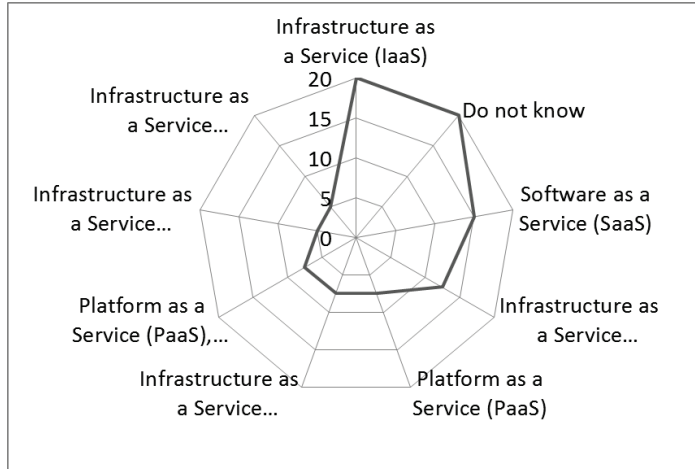 Infrastructure as
a Service (IaaS)
20
Infrastructure as
a Service...
15
Do not know
10
Infrastructure as
a Service...
5
Software as a
Service (SaaS)
0
Platform as a
Service (PaaS),...
Infrastructure as
a Service...
Infrastructure as
a Service...
Platform as a
Service (PaaS)